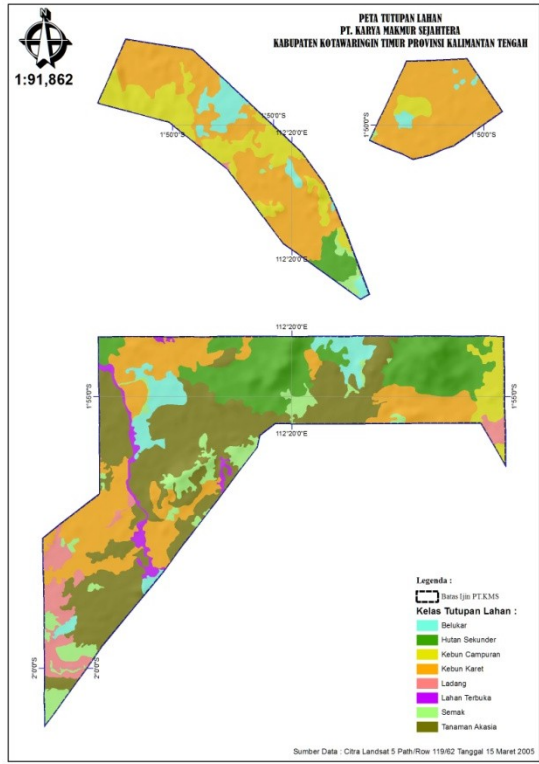 PETA TUTUPAN LAHAN
PT. KARYA MAKMUR SEJAHTERA
KABUPATEN KOTAWARINGIN TIMUR PROVINSI KALIMANTAN TENGAH
N
1:91,862
1°50'0"S
1°50'0"S
112°20'0"E
1°50'0"S
1°50'0"S
112°20'0"E
112°20'0"E
1°55'0"S
1°55'0"S
112°20'0"E
2°0'0"S
2°0'0"S
Legenda :
Batas Ijin PT.KMS
Kelas Tutupan Lahan :
Belukar
Hutan Sekunder
Kebun Campuran
Kebun Karet
Ladang
Lahan Terbuka
Semak
Tanaman Akasia
Sumber Data : Citra Landsat 5 Path/Row 119/62 Tanggal 15 Maret 2005